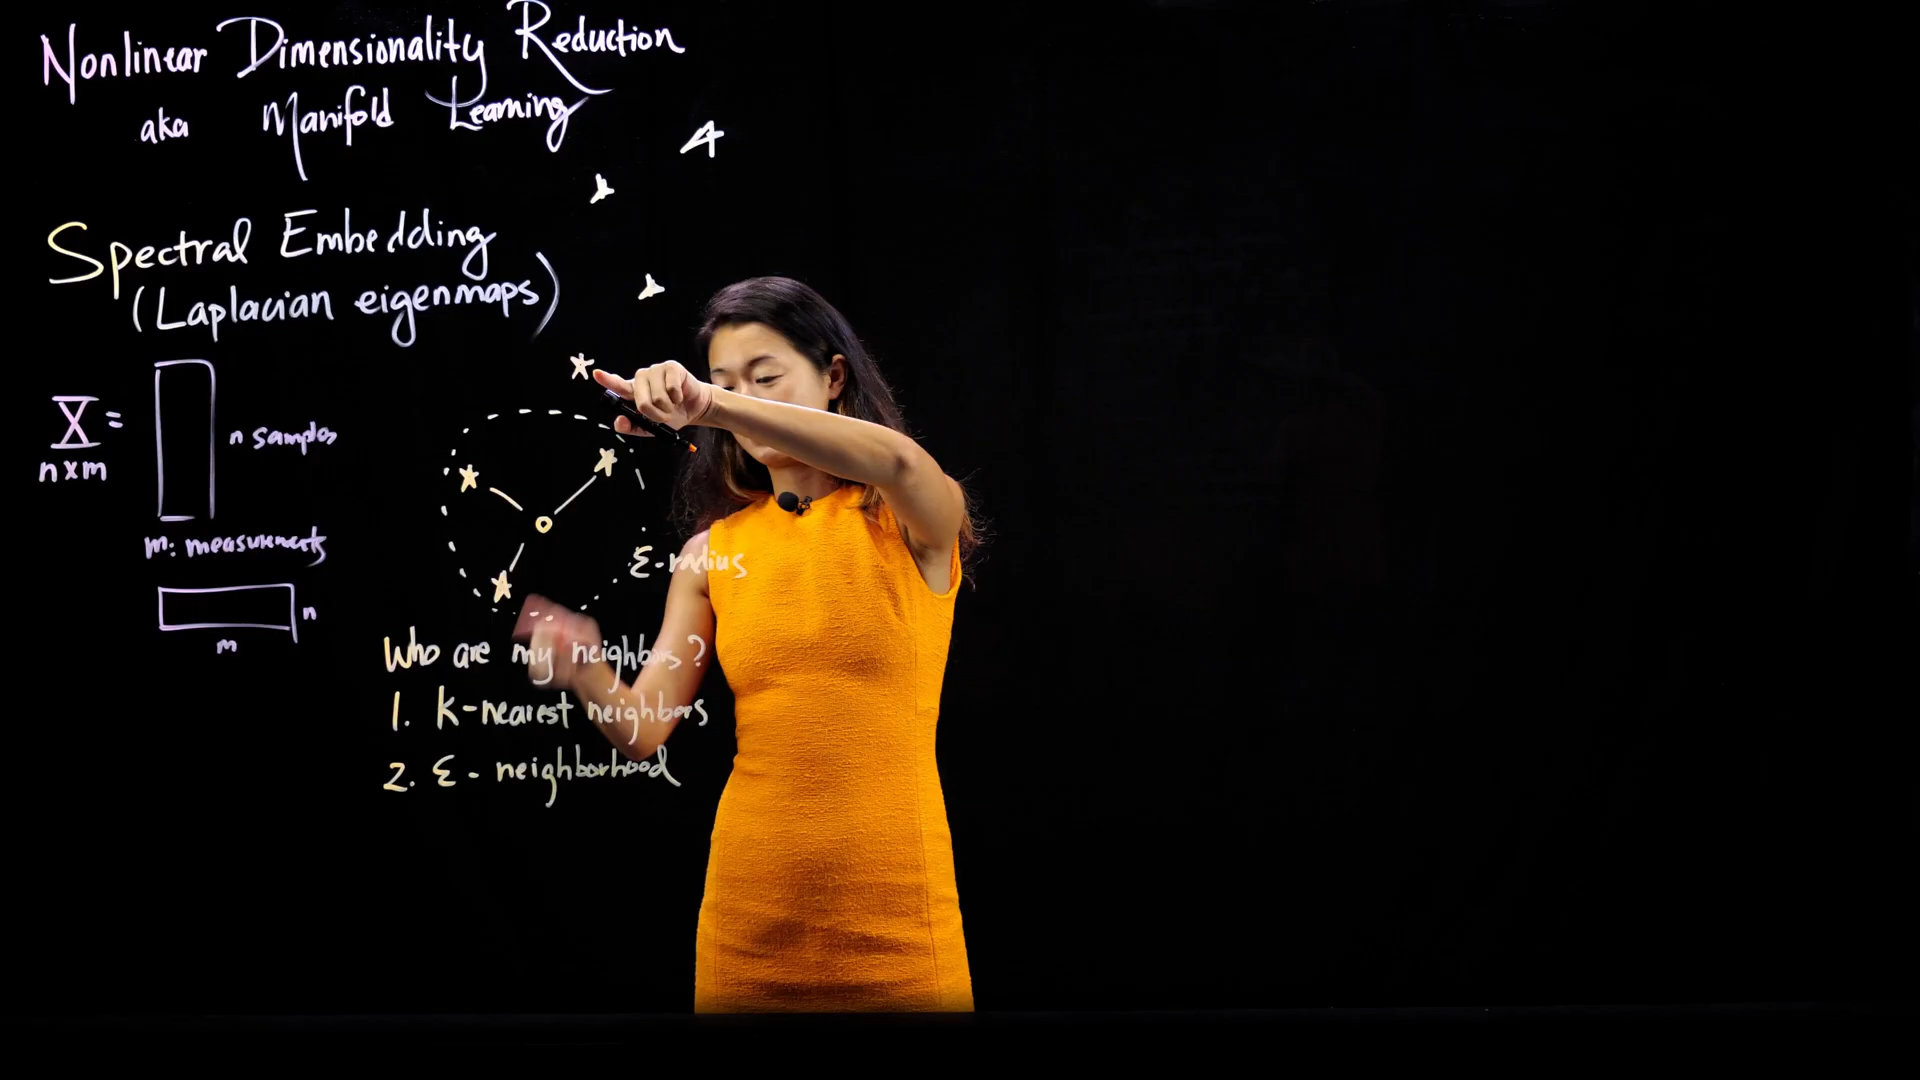 Nonlinear Dimensionality Reduction
aka Manifold Learning
Spectral Embedding
(Laplacian eigenmaps)
X =
n x m
n samples
m: measurements
n
m
ε-radius
Who are my neighbors?
1. K-nearest neighbors
2. ε - neighborhood